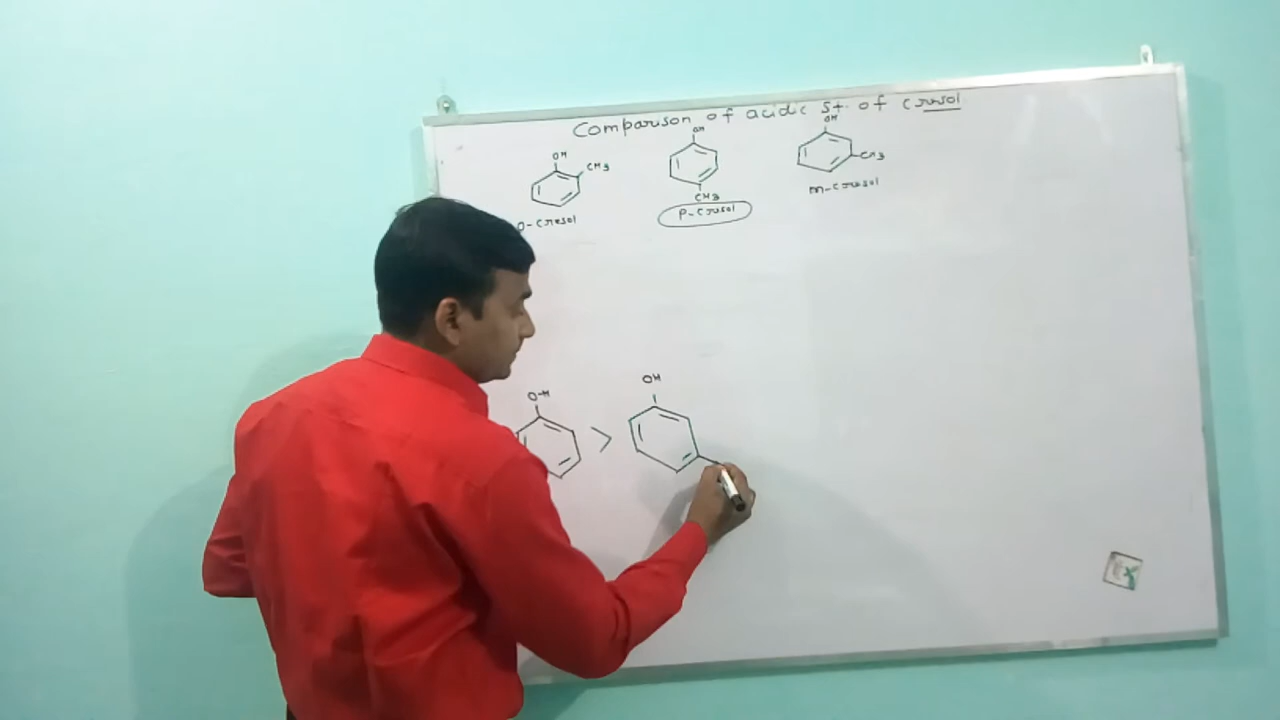 Comparison of acidic st. of cresol
OH
CH3
o-cresol
OH
CH3
p-cresol
OH
CH3
m-cresol
O-H
>
OH